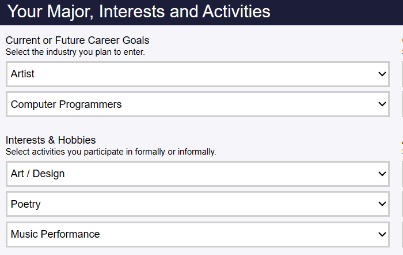 Your Major, Interests and Activities
Current or Future Career Goals
Select the industry you plan to enter.
Artist
Computer Programmers
Interests & Hobbies
Select activities you participate in formally or informally.
Art / Design
Poetry
Music Performance